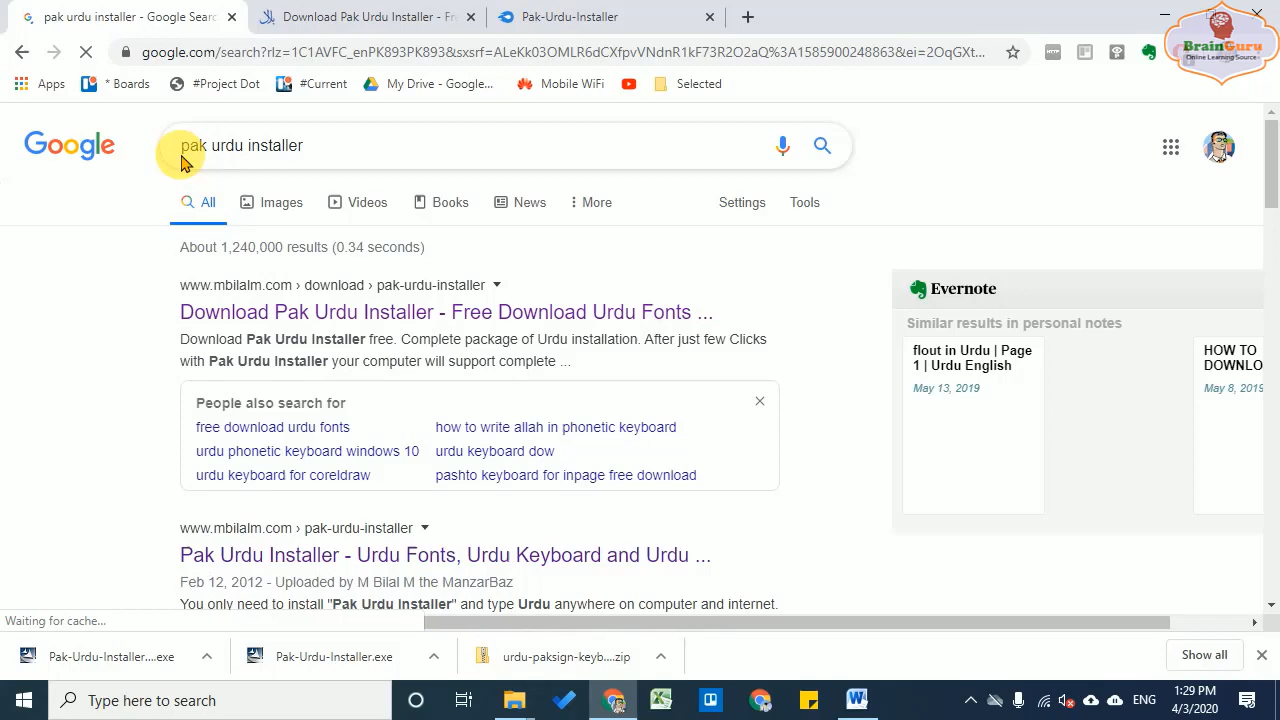 pak urdu installer - Google Sear
Download Pak Urdu Installer - Fre
Pak-Urdu-Installer
BrainGuru
Online Learning Source
google.com/search?rlz=1C1AVFC_enPK893PK893&sxsrf=ALeKk03OMLR6dCXfpvVNdnR1kF73R2O2aQ%3A1585900248863&ei=2OqQ...
Apps
* Boards
#Project Dot
#Current
My Drive - Google...
Mobile WiFi
Selected
Google
pak urdu installer
All
Images
Videos
Books
News
More
Settings
Tools
About 1,240,000 results (0.34 seconds)
www.mbilalm.com › download › pak-urdu-installer
Download Pak Urdu Installer - Free Download Urdu Fonts ...
Download Pak Urdu Installer free. Complete package of Urdu installation. After just few Clicks
with Pak Urdu Installer your computer will support complete ...
People also search for
free download urdu fonts
how to write allah in phonetic keyboard
urdu phonetic keyboard windows 10
urdu keyboard dow
urdu keyboard for coreldraw
pashto keyboard for inpage free download
www.mbilalm.com › pak-urdu-installer
Pak Urdu Installer - Urdu Fonts, Urdu Keyboard and Urdu ...
Feb 12, 2012 - Uploaded by M Bilal M the ManzarBaz
You only need to install "Pak Urdu Installer" and type Urdu anywhere on computer and internet.
Evernote
Similar results in personal notes
flout in Urdu | Page
1 | Urdu English
May 13, 2019
HOW TO
DOWNLO
May 8, 2019
Waiting for cache...
Pak-Urdu-Installer....exe
Pak-Urdu-Installer.exe
urdu-paksign-keyb....zip
Show all
Type here to search
ENG
1:29 PM
4/3/2020